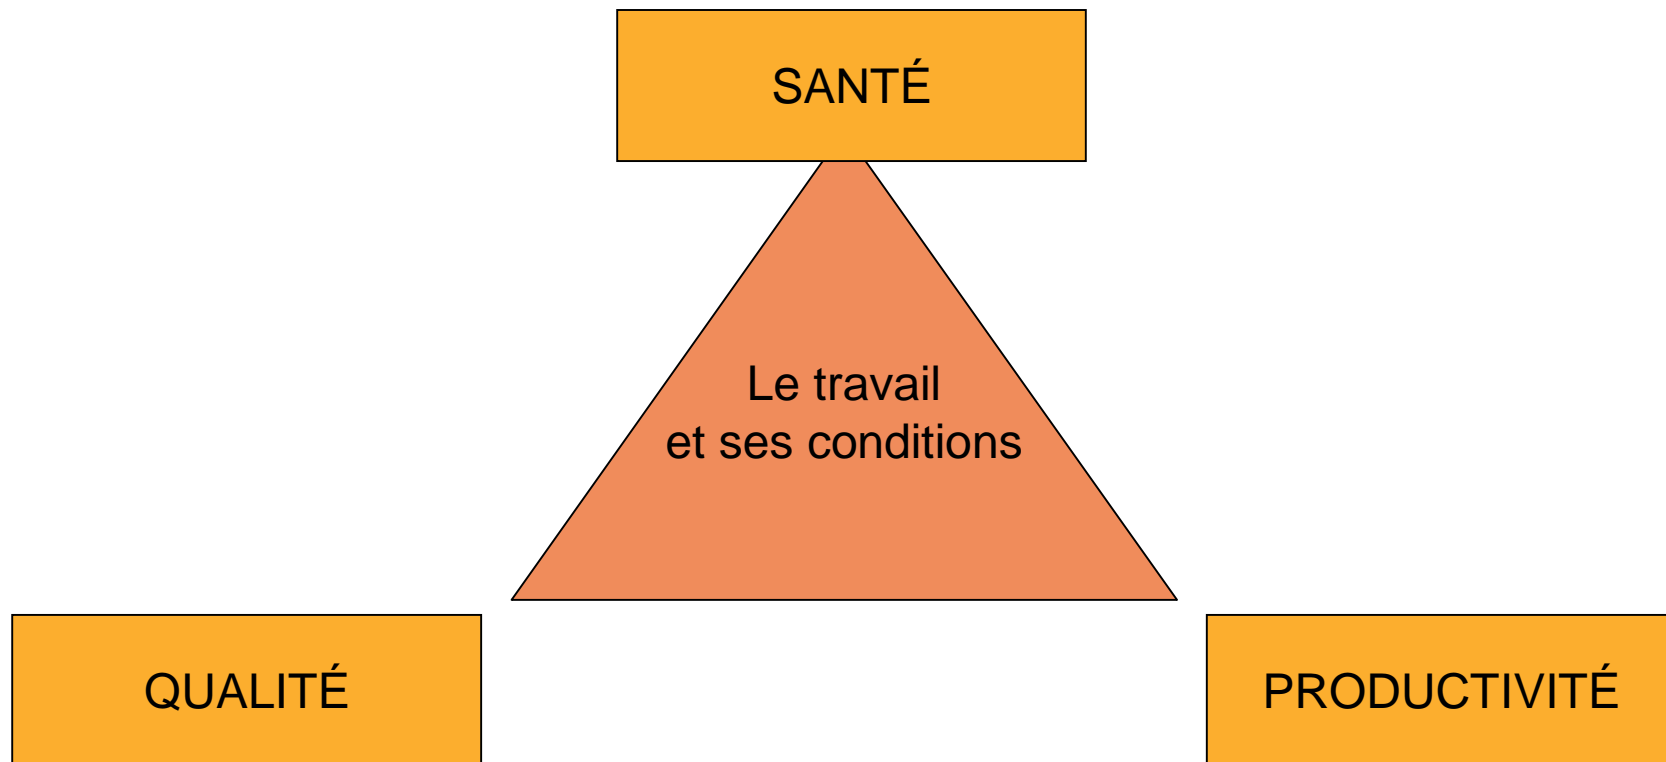 SANTÉ
Le travail
et ses conditions
QUALITÉ
PRODUCTIVITÉ